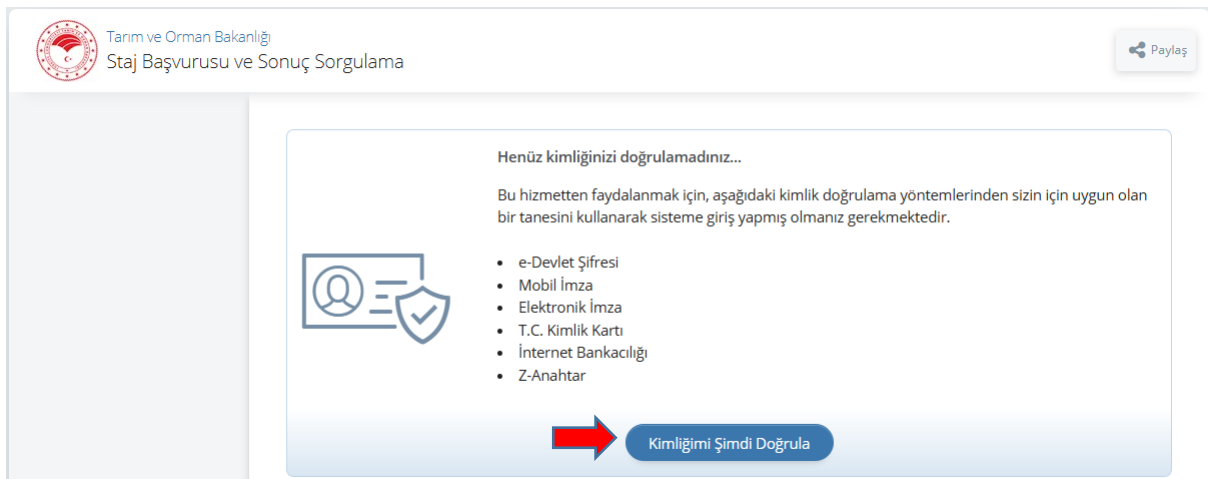 Tarım ve Orman Bakanlığı
Staj Başvurusu ve Sonuç Sorgulama
Paylaş
Henüz kimliğinizi doğrulamadınız...
Bu hizmetten faydalanmak için, aşağıdaki kimlik doğrulama yöntemlerinden sizin için uygun olan
bir tanesini kullanarak sisteme giriş yapmış olmanız gerekmektedir.
• e-Devlet Şifresi
• Mobil İmza
• Elektronik İmza
• T.C. Kimlik Kartı
• İnternet Bankacılığı
• Z-Anahtar
Kimliğimi Şimdi Doğrula